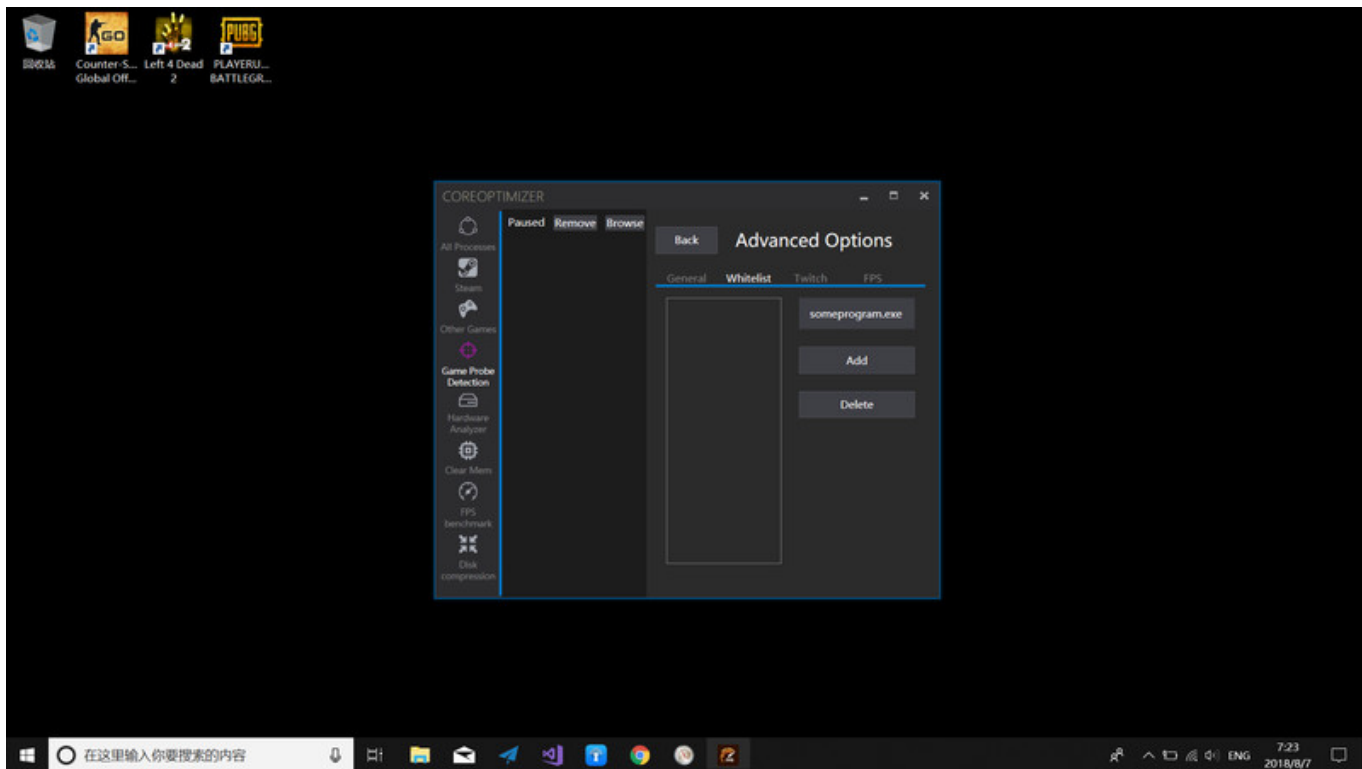 GO
2
PUBG
回收站
Counter-S...
Global Off...
Left 4 Dead
2
PLAYERU...
BATTLEGR...
COREOPTIMIZER
All Processes
Steam
Other Games
Game Probe
Detection
Hardware
Analyzer
Clear Mem
FPS
benchmark
Disk
compression
Paused Remove Browse
Back Advanced Options
General Whitelist Twitch FPS
someprogram.exe
Add
Delete
在这里输入你要搜索的内容
ENG
7:23
2018/8/7